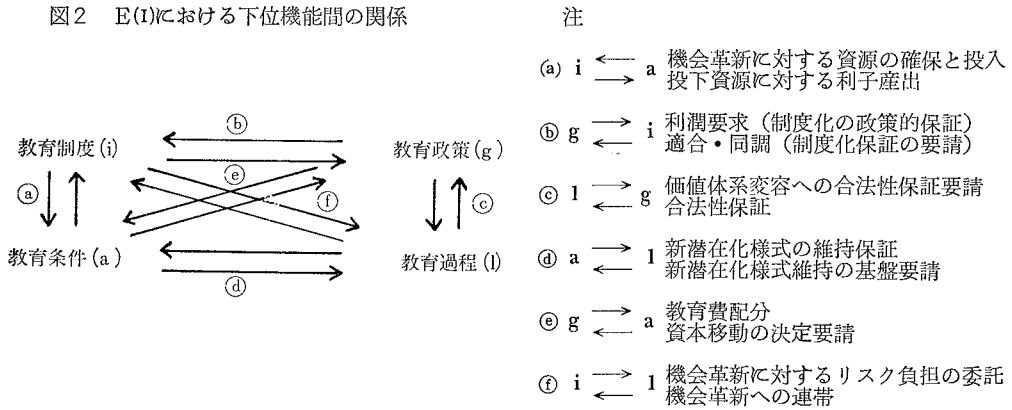 図2 E(I)における下位機能間の関係
教育制度(i)
教育政策(g)
教育条件(a)
教育過程(l)
ⓐ
ⓑ
ⓒ
ⓓ
ⓔ
ⓕ
注
(a) i ← a 機会革新に対する資源の確保と投入
→ 投下資源に対する利子産出
ⓑ g → i 利潤要求(制度化の政策的保証)
← 適合・同調(制度化保証の要請)
ⓒ l → g 価値体系変容への合法性保証要請
← 合法性保証
ⓓ a → l 新潜在化様式の維持保証
← 新潜在化様式維持の基盤要請
ⓔ g → a 教育費配分
← 資本移動の決定要請
ⓕ i → l 機会革新に対するリスク負担の委託
← 機会革新への連帯